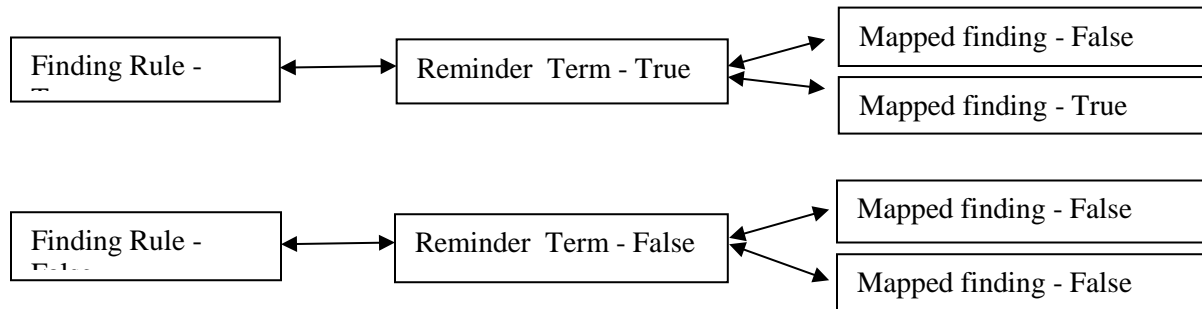 Finding Rule -
Reminder Term - True
Mapped finding - False
Mapped finding - True
Finding Rule -
Reminder Term - False
Mapped finding - False
Mapped finding - False